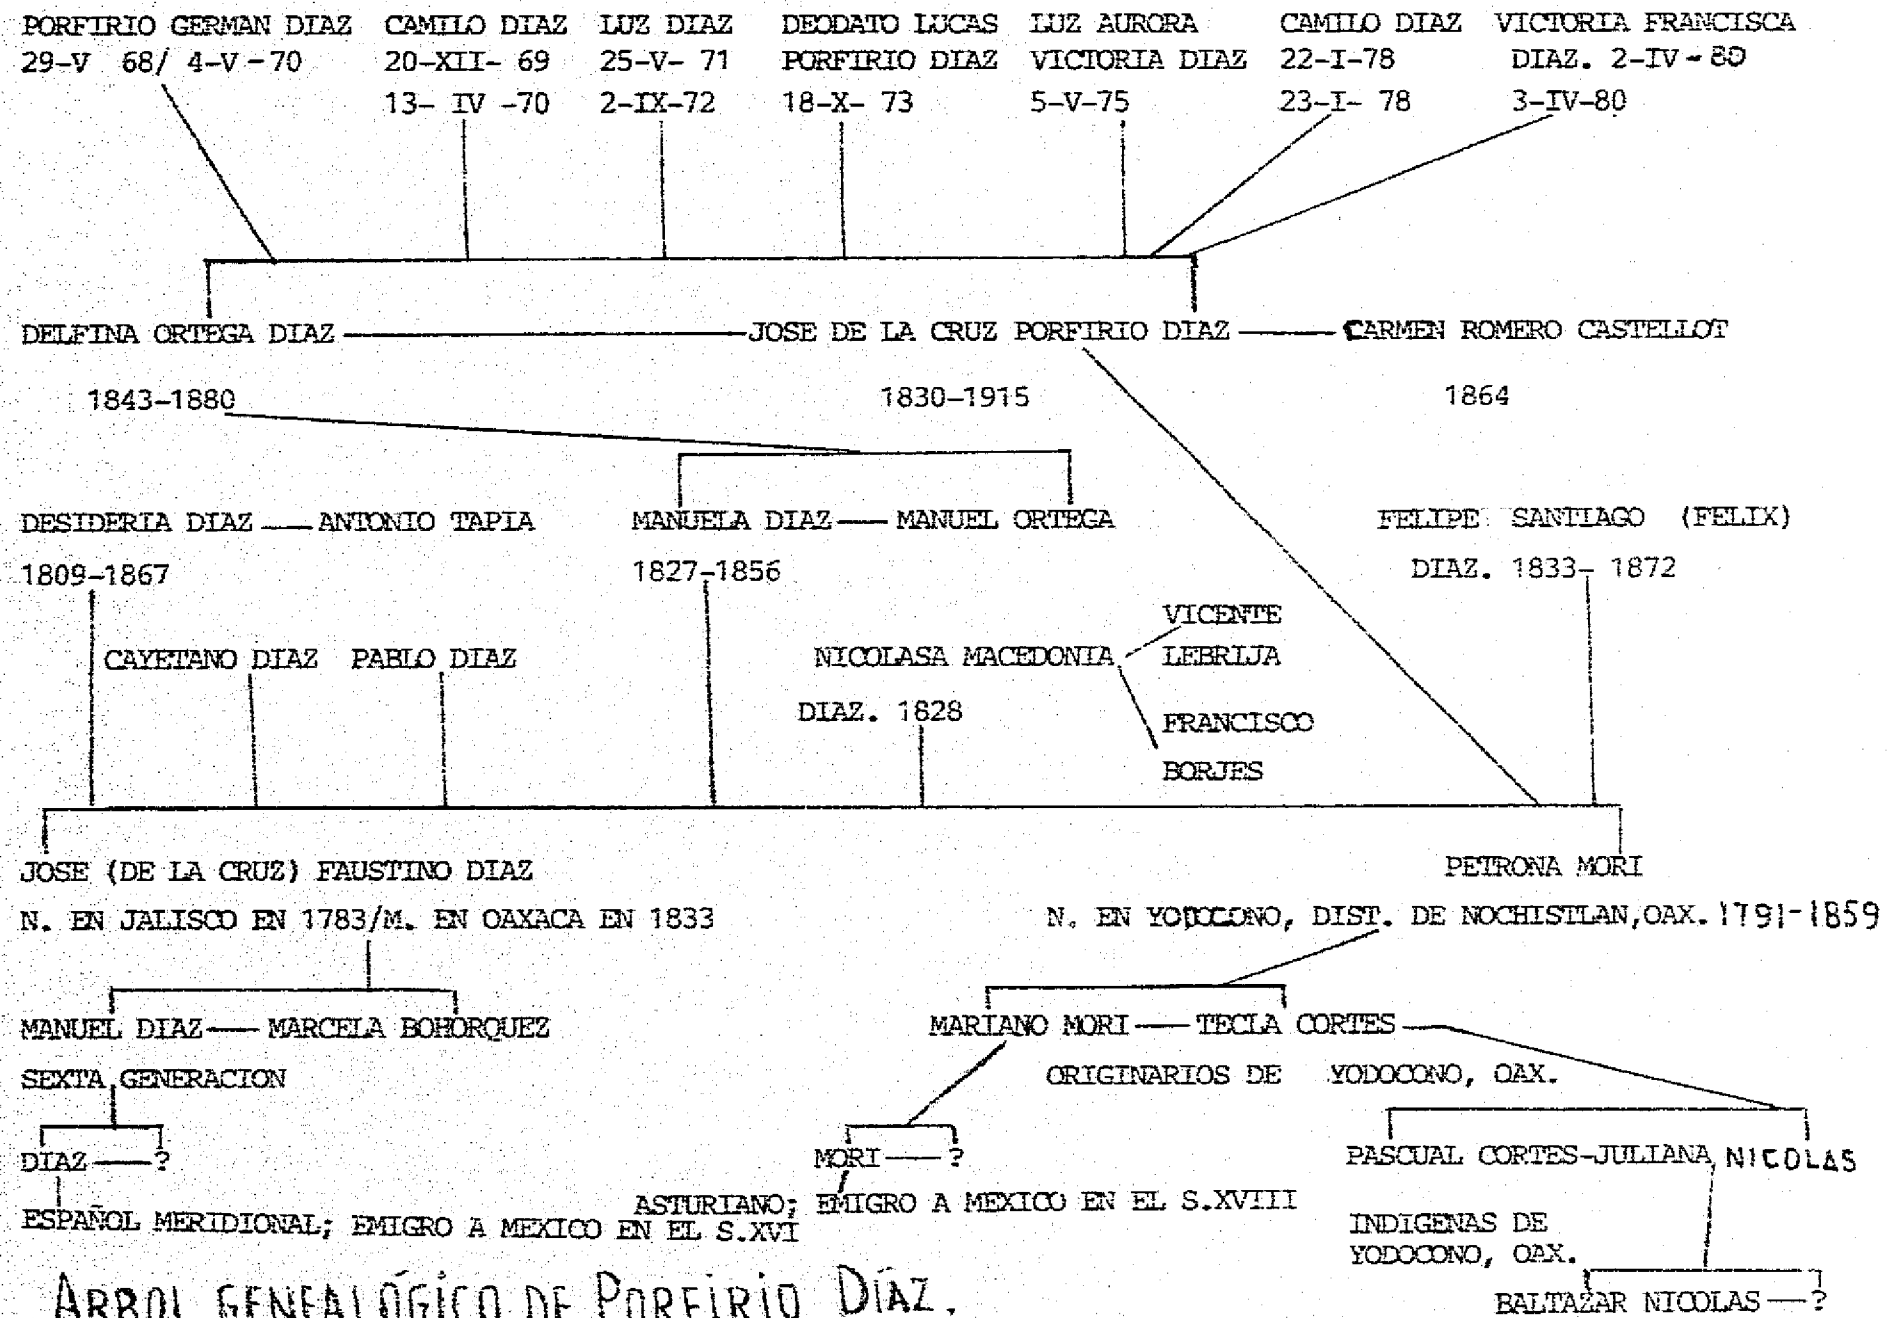 PORFIRIO GERMAN DIAZ   CAMILO DIAZ   LUZ DIAZ   DEODATO LUCAS   LUZ AURORA   CAMILO DIAZ   VICTORIA FRANCISCA
29-V 68/ 4-V-70   20-XII- 69   25-V- 71   PORFIRIO DIAZ   VICTORIA DIAZ   22-I-78   DIAZ. 2-IV-80
13- IV -70   2-IX-72   18-X- 73   5-V-75   23-I- 78   3-IV-80
DELFINA ORTEGA DIAZ   JOSE DE LA CRUZ PORFIRIO DIAZ   CARMEN ROMERO CASTELLOT
1843-1880   1830-1915   1864
DESIDERIA DIAZ — ANTONIO TAPIA   MANUELA DIAZ — MANUEL ORTEGA   FELIPE SANTIAGO (FELIX)
1809-1867   1827-1856   DIAZ. 1833- 1872
VICENTE
CAYETANO DIAZ   PABLO DIAZ   NICOLASA MACEDONIA   LEBRIJA
DIAZ. 1828   FRANCISCO
BORJES
JOSE (DE LA CRUZ) FAUSTINO DIAZ   PETRONA MORI
N. EN JALISCO EN 1783/M. EN OAXACA EN 1833   N. EN YODOCONO, DIST. DE NOCHISTLAN,OAX. 1791-1859
MANUEL DIAZ — MARCELA BOHORQUEZ   MARIANO MORI — TECLA CORTES
SEXTA GENERACION   ORIGINARIOS DE YODOCONO, OAX.
DIAZ — ?   MORI — ?   PASCUAL CORTES-JULIANA NICOLAS
ESPAÑOL MERIDIONAL; EMIGRO A MEXICO EN EL S.XVI   ASTURIANO; EMIGRO A MEXICO EN EL S.XVIII   INDIGENAS DE
YODOCONO, OAX.
ARBOL GENEALÓGICO DE PORFIRIO DÍAZ.   BALTAZAR NICOLAS — ?